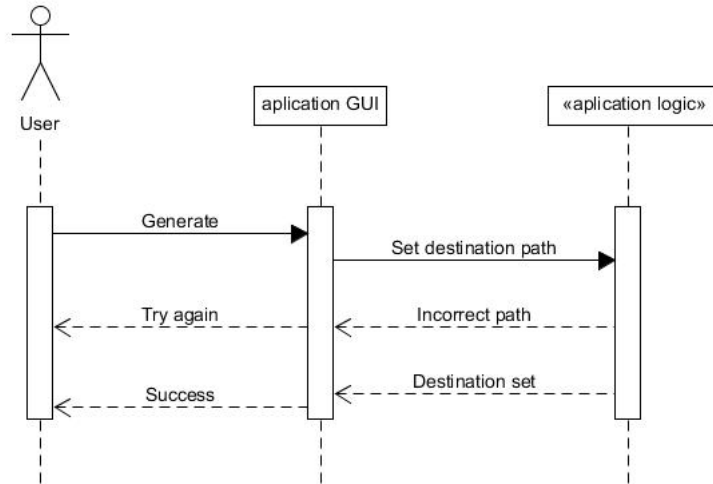 User
aplication GUI
«aplication logic»
Generate
Set destination path
Try again
Incorrect path
Success
Destination set